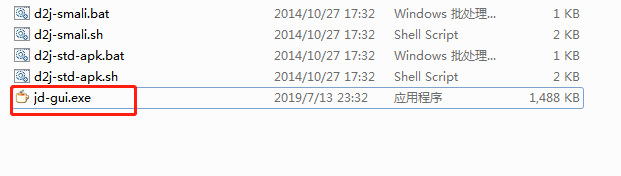 d2j-smali.bat 2014/10/27 17:32 Windows 批处理... 1 KB
d2j-smali.sh 2014/10/27 17:32 Shell Script 2 KB
d2j-std-apk.bat 2014/10/27 17:32 Windows 批处理... 1 KB
d2j-std-apk.sh 2014/10/27 17:32 Shell Script 2 KB
jd-gui.exe 2019/7/13 23:32 应用程序 1,488 KB